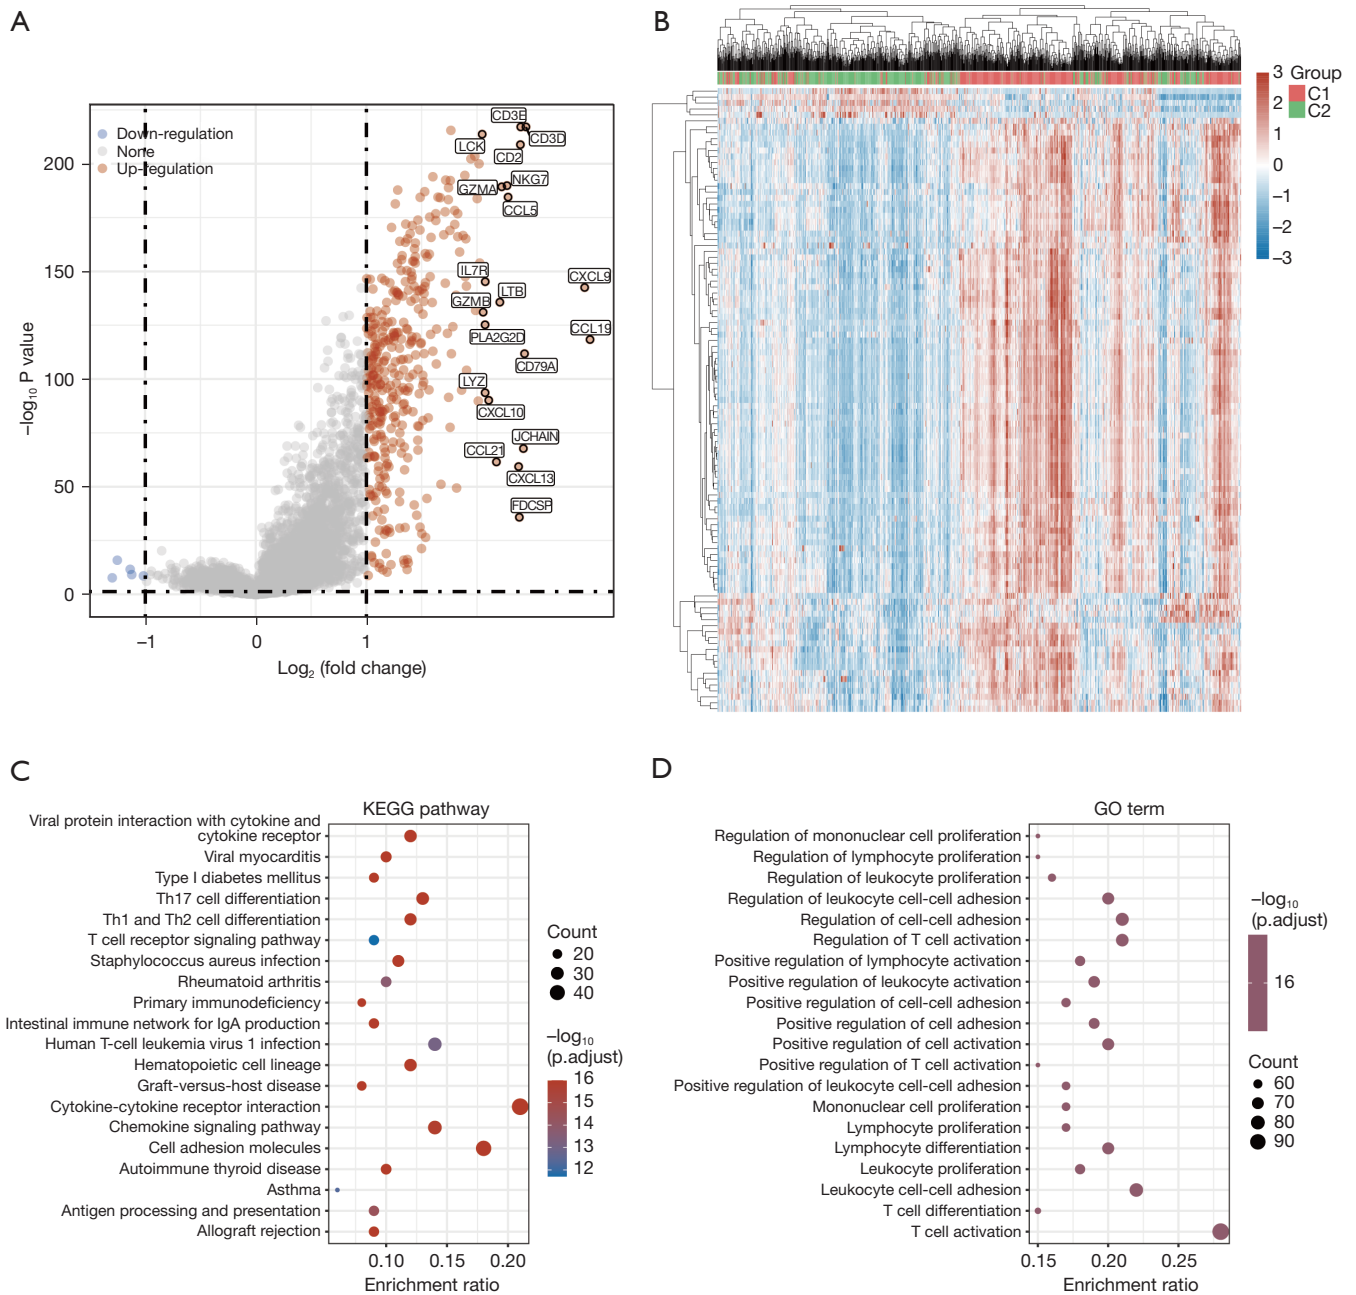 A
Down-regulation
None
Up-regulation
CD3E
CD3D
LCK
CD2
NKG7
GZMA
CCL5
IL7R
CXCL9
LTB
GZMB
CCL19
PLA2G2D
CD79A
LYZ
CXCL10
JCHAIN
CCL21
CXCL13
FDCSP
200
150
100
50
0
−log₁₀ P value
−1
0
1
Log₂ (fold change)
B
3
2
1
0
−1
−2
−3
Group
C1
C2
C
KEGG pathway
Viral protein interaction with cytokine and
cytokine receptor
Viral myocarditis
Type I diabetes mellitus
Th17 cell differentiation
Th1 and Th2 cell differentiation
T cell receptor signaling pathway
Staphylococcus aureus infection
Rheumatoid arthritis
Primary immunodeficiency
Intestinal immune network for IgA production
Human T-cell leukemia virus 1 infection
Hematopoietic cell lineage
Graft-versus-host disease
Cytokine-cytokine receptor interaction
Chemokine signaling pathway
Cell adhesion molecules
Autoimmune thyroid disease
Asthma
Antigen processing and presentation
Allograft rejection
0.10
0.15
0.20
Enrichment ratio
Count
20
30
40
−log₁₀
(p.adjust)
16
15
14
13
12
D
GO term
Regulation of mononuclear cell proliferation
Regulation of lymphocyte proliferation
Regulation of leukocyte proliferation
Regulation of leukocyte cell-cell adhesion
Regulation of cell-cell adhesion
Regulation of T cell activation
Positive regulation of lymphocyte activation
Positive regulation of leukocyte activation
Positive regulation of cell-cell adhesion
Positive regulation of cell adhesion
Positive regulation of cell activation
Positive regulation of T cell activation
Positive regulation of leukocyte cell-cell adhesion
Mononuclear cell proliferation
Lymphocyte proliferation
Lymphocyte differentiation
Leukocyte proliferation
Leukocyte cell-cell adhesion
T cell differentiation
T cell activation
0.15
0.20
0.25
Enrichment ratio
−log₁₀
(p.adjust)
16
Count
60
70
80
90